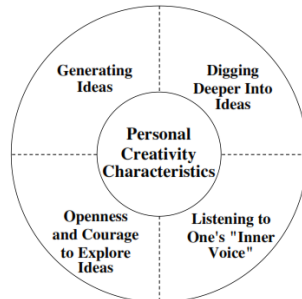 Generating
Ideas
Digging
Deeper Into
Ideas
Personal
Creativity
Characteristics
Openness
and Courage
to Explore
Ideas
Listening to
One's "Inner
Voice"